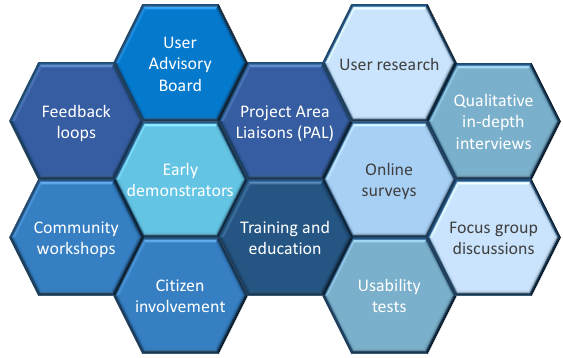 User
Advisory
Board
User research
Feedback
loops
Project Area
Liaisons (PAL)
Qualitative
in-depth
interviews
Early
demonstrators
Online
surveys
Community
workshops
Training and
education
Focus group
discussions
Citizen
involvement
Usability
tests